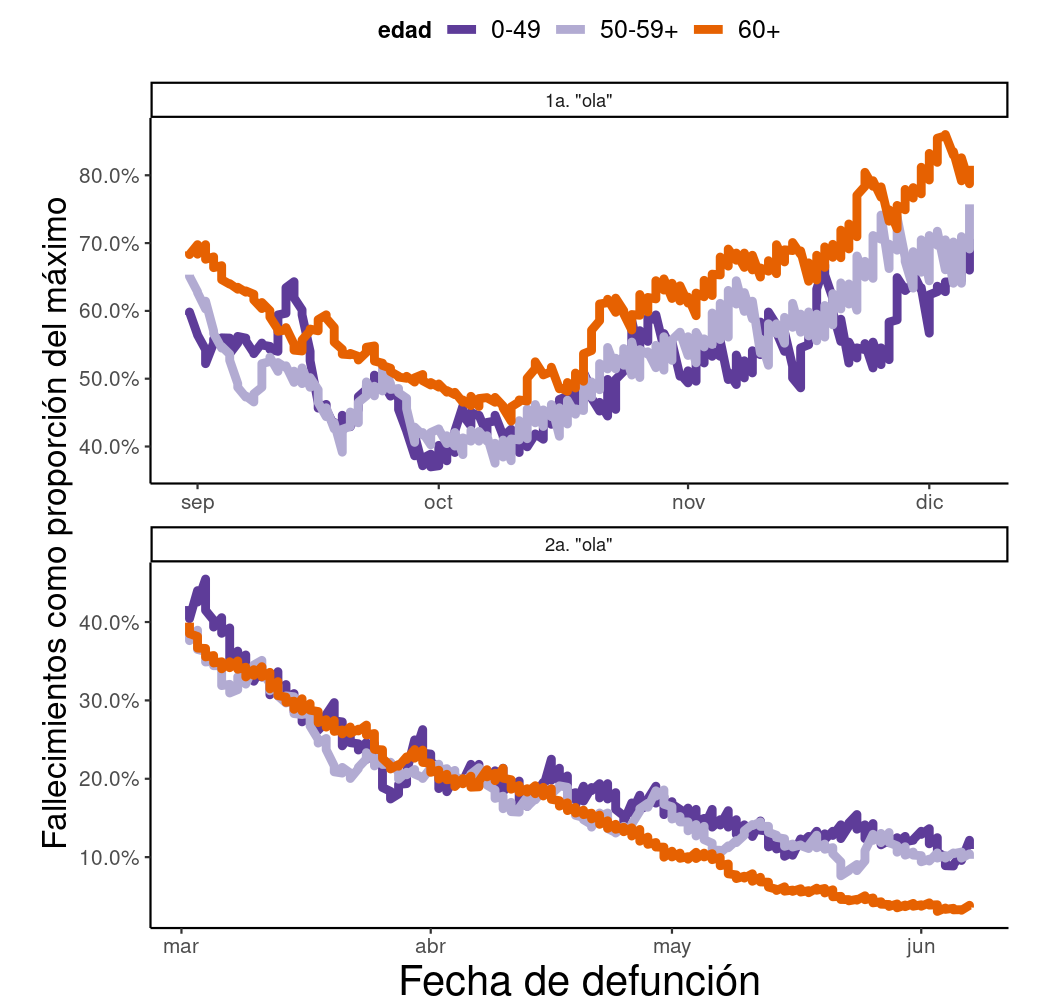 edad 0-49 50-59+ 60+
1a. "ola"
80.0%
70.0%
60.0%
50.0%
40.0%
sep oct nov dic
2a. "ola"
40.0%
30.0%
20.0%
10.0%
mar abr may jun
Fecha de defunción
Fallecimientos como proporción del máximo